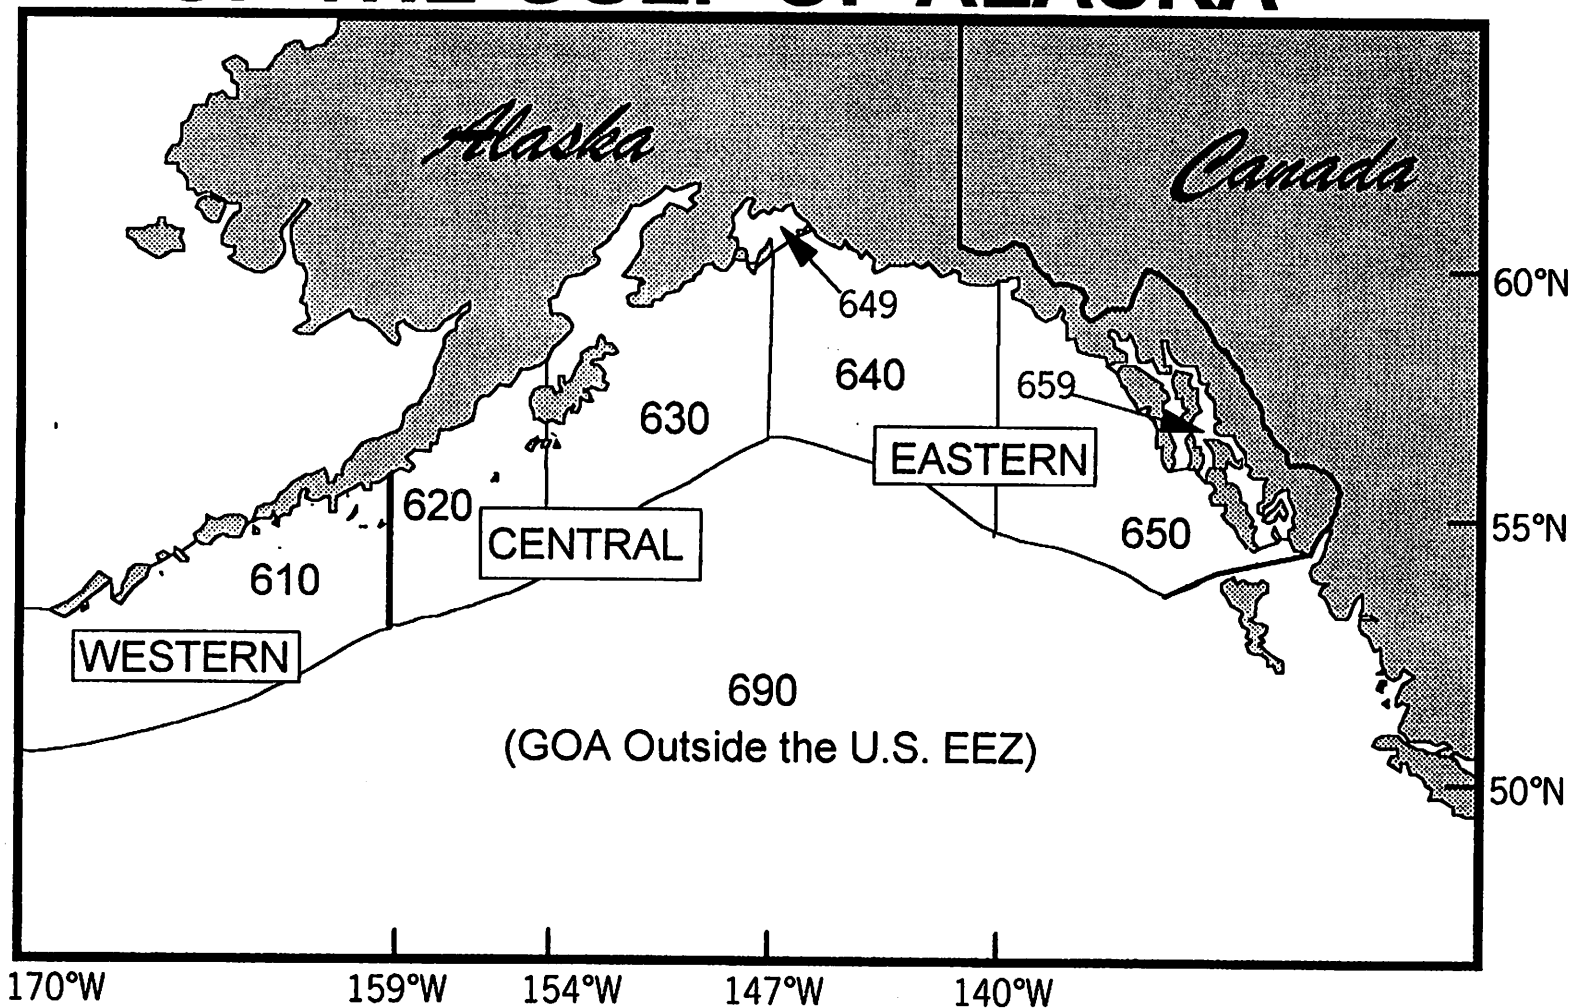 Alaska
Canada
60°N
649
640
659
630
EASTERN
620
CENTRAL
650
55°N
610
WESTERN
690
(GOA Outside the U.S. EEZ)
50°N
170°W
159°W
154°W
147°W
140°W